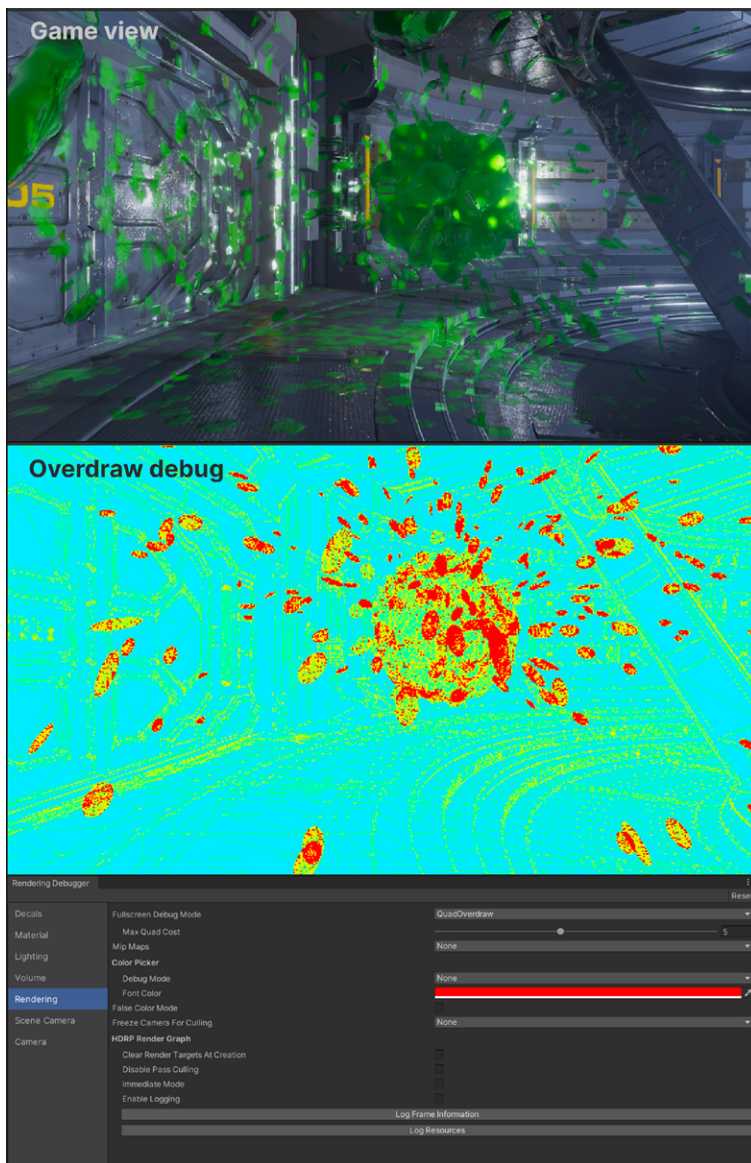 Game view
05
Overdraw debug
Rendering Debugger
Reset
Decals
Material
Lighting
Volume
Rendering
Scene Camera
Camera
Fullscreen Debug Mode QuadOverdraw
Max Quad Cost 5
Mip Maps None
Color Picker
Debug Mode None
Font Color
False Color Mode
Freeze Camera For Culling None
HDRP Render Graph
Clear Render Targets At Creation
Disable Pass Culling
Immediate Mode
Enable Logging
Log Frame Information
Log Resources